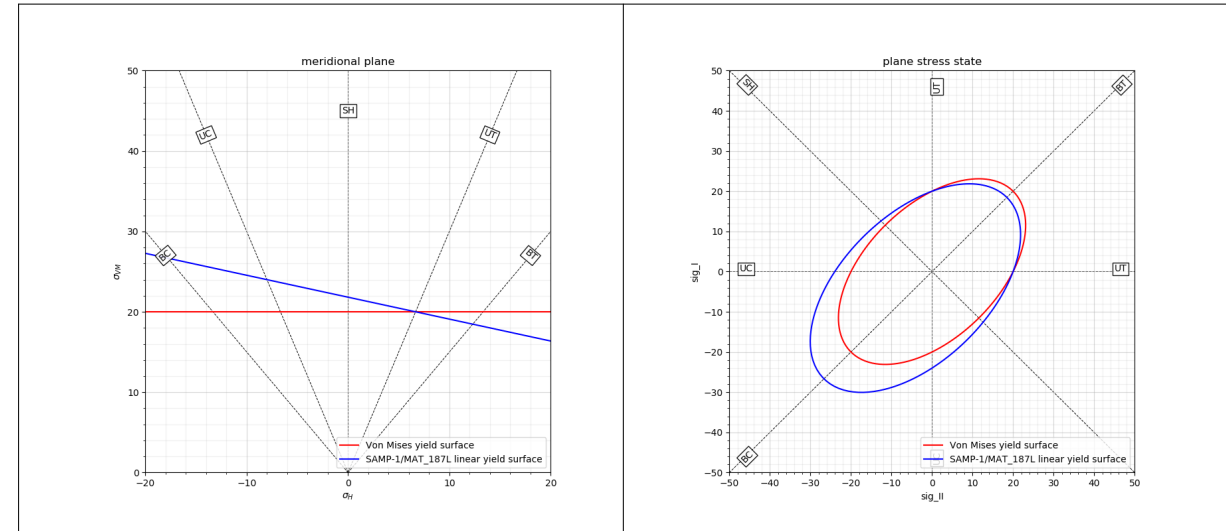 meridional plane
50
40
30
20
10
0
-20
-10
0
10
20
σVM
σH
UC
SH
UT
BC
BT
Von Mises yield surface
SAMP-1/MAT_187L linear yield surface
plane stress state
50
40
30
20
10
0
−10
−20
−30
−40
−50
−50
−40
−30
−20
−10
0
10
20
30
40
50
sig_I
sig_II
SH
UT
BT
UC
UT
BC
Von Mises yield surface
SAMP-1/MAT_187L linear yield surface